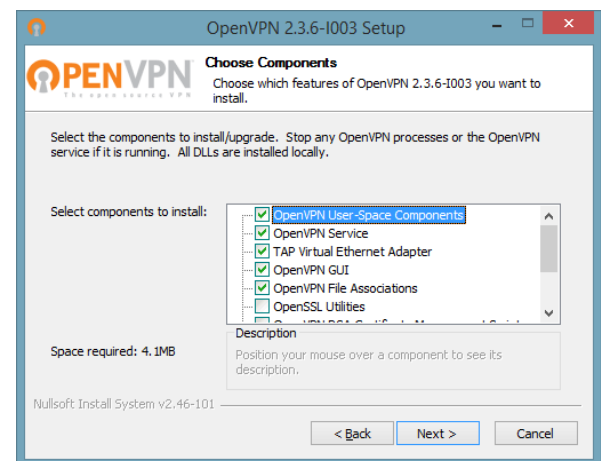 OpenVPN 2.3.6-I003 Setup
OPENVPN
The open source VPN
Choose Components
Choose which features of OpenVPN 2.3.6-I003 you want to
install.
Select the components to install/upgrade. Stop any OpenVPN processes or the OpenVPN
service if it is running. All DLLs are installed locally.
Select components to install:
OpenVPN User-Space Components
OpenVPN Service
TAP Virtual Ethernet Adapter
OpenVPN GUI
OpenVPN File Associations
OpenSSL Utilities
Description
Space required: 4.1MB
Position your mouse over a component to see its
description.
Nullsoft Install System v2.46-101
< Back
Next >
Cancel